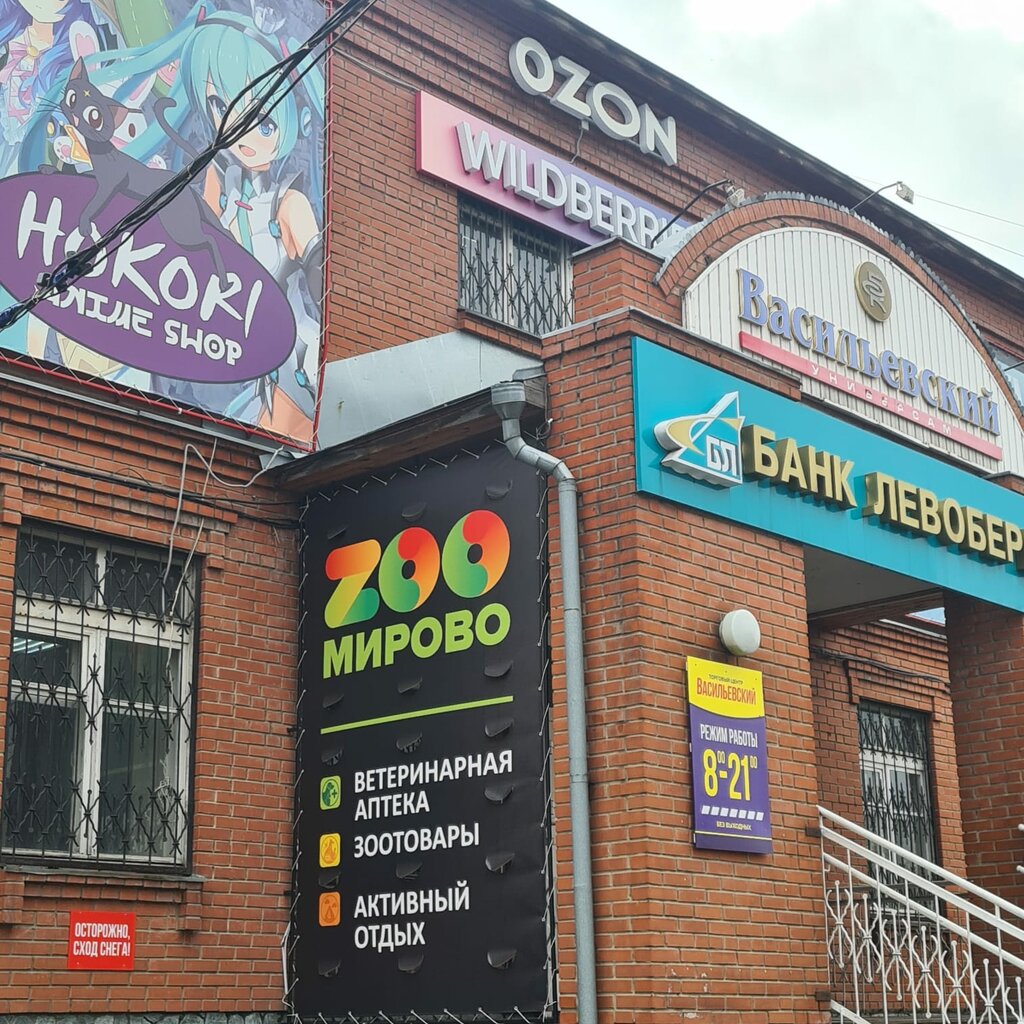 HOKORI
ANIME SHOP
OZON
WILDBERRI
Васильевский
универсам
БЛ
БАНК ЛЕВОБЕР
ZOO
МИРОВО
ВЕТЕРИНАРНАЯ
АПТЕКА
ЗООТОВАРЫ
АКТИВНЫЙ
ОТДЫХ
ТОРГОВЫЙ ЦЕНТР
ВАСИЛЬЕВСКИЙ
РЕЖИМ РАБОТЫ
8⁰⁰-21⁰⁰
БЕЗ ВЫХОДНЫХ
ОСТОРОЖНО,
СХОД СНЕГА!